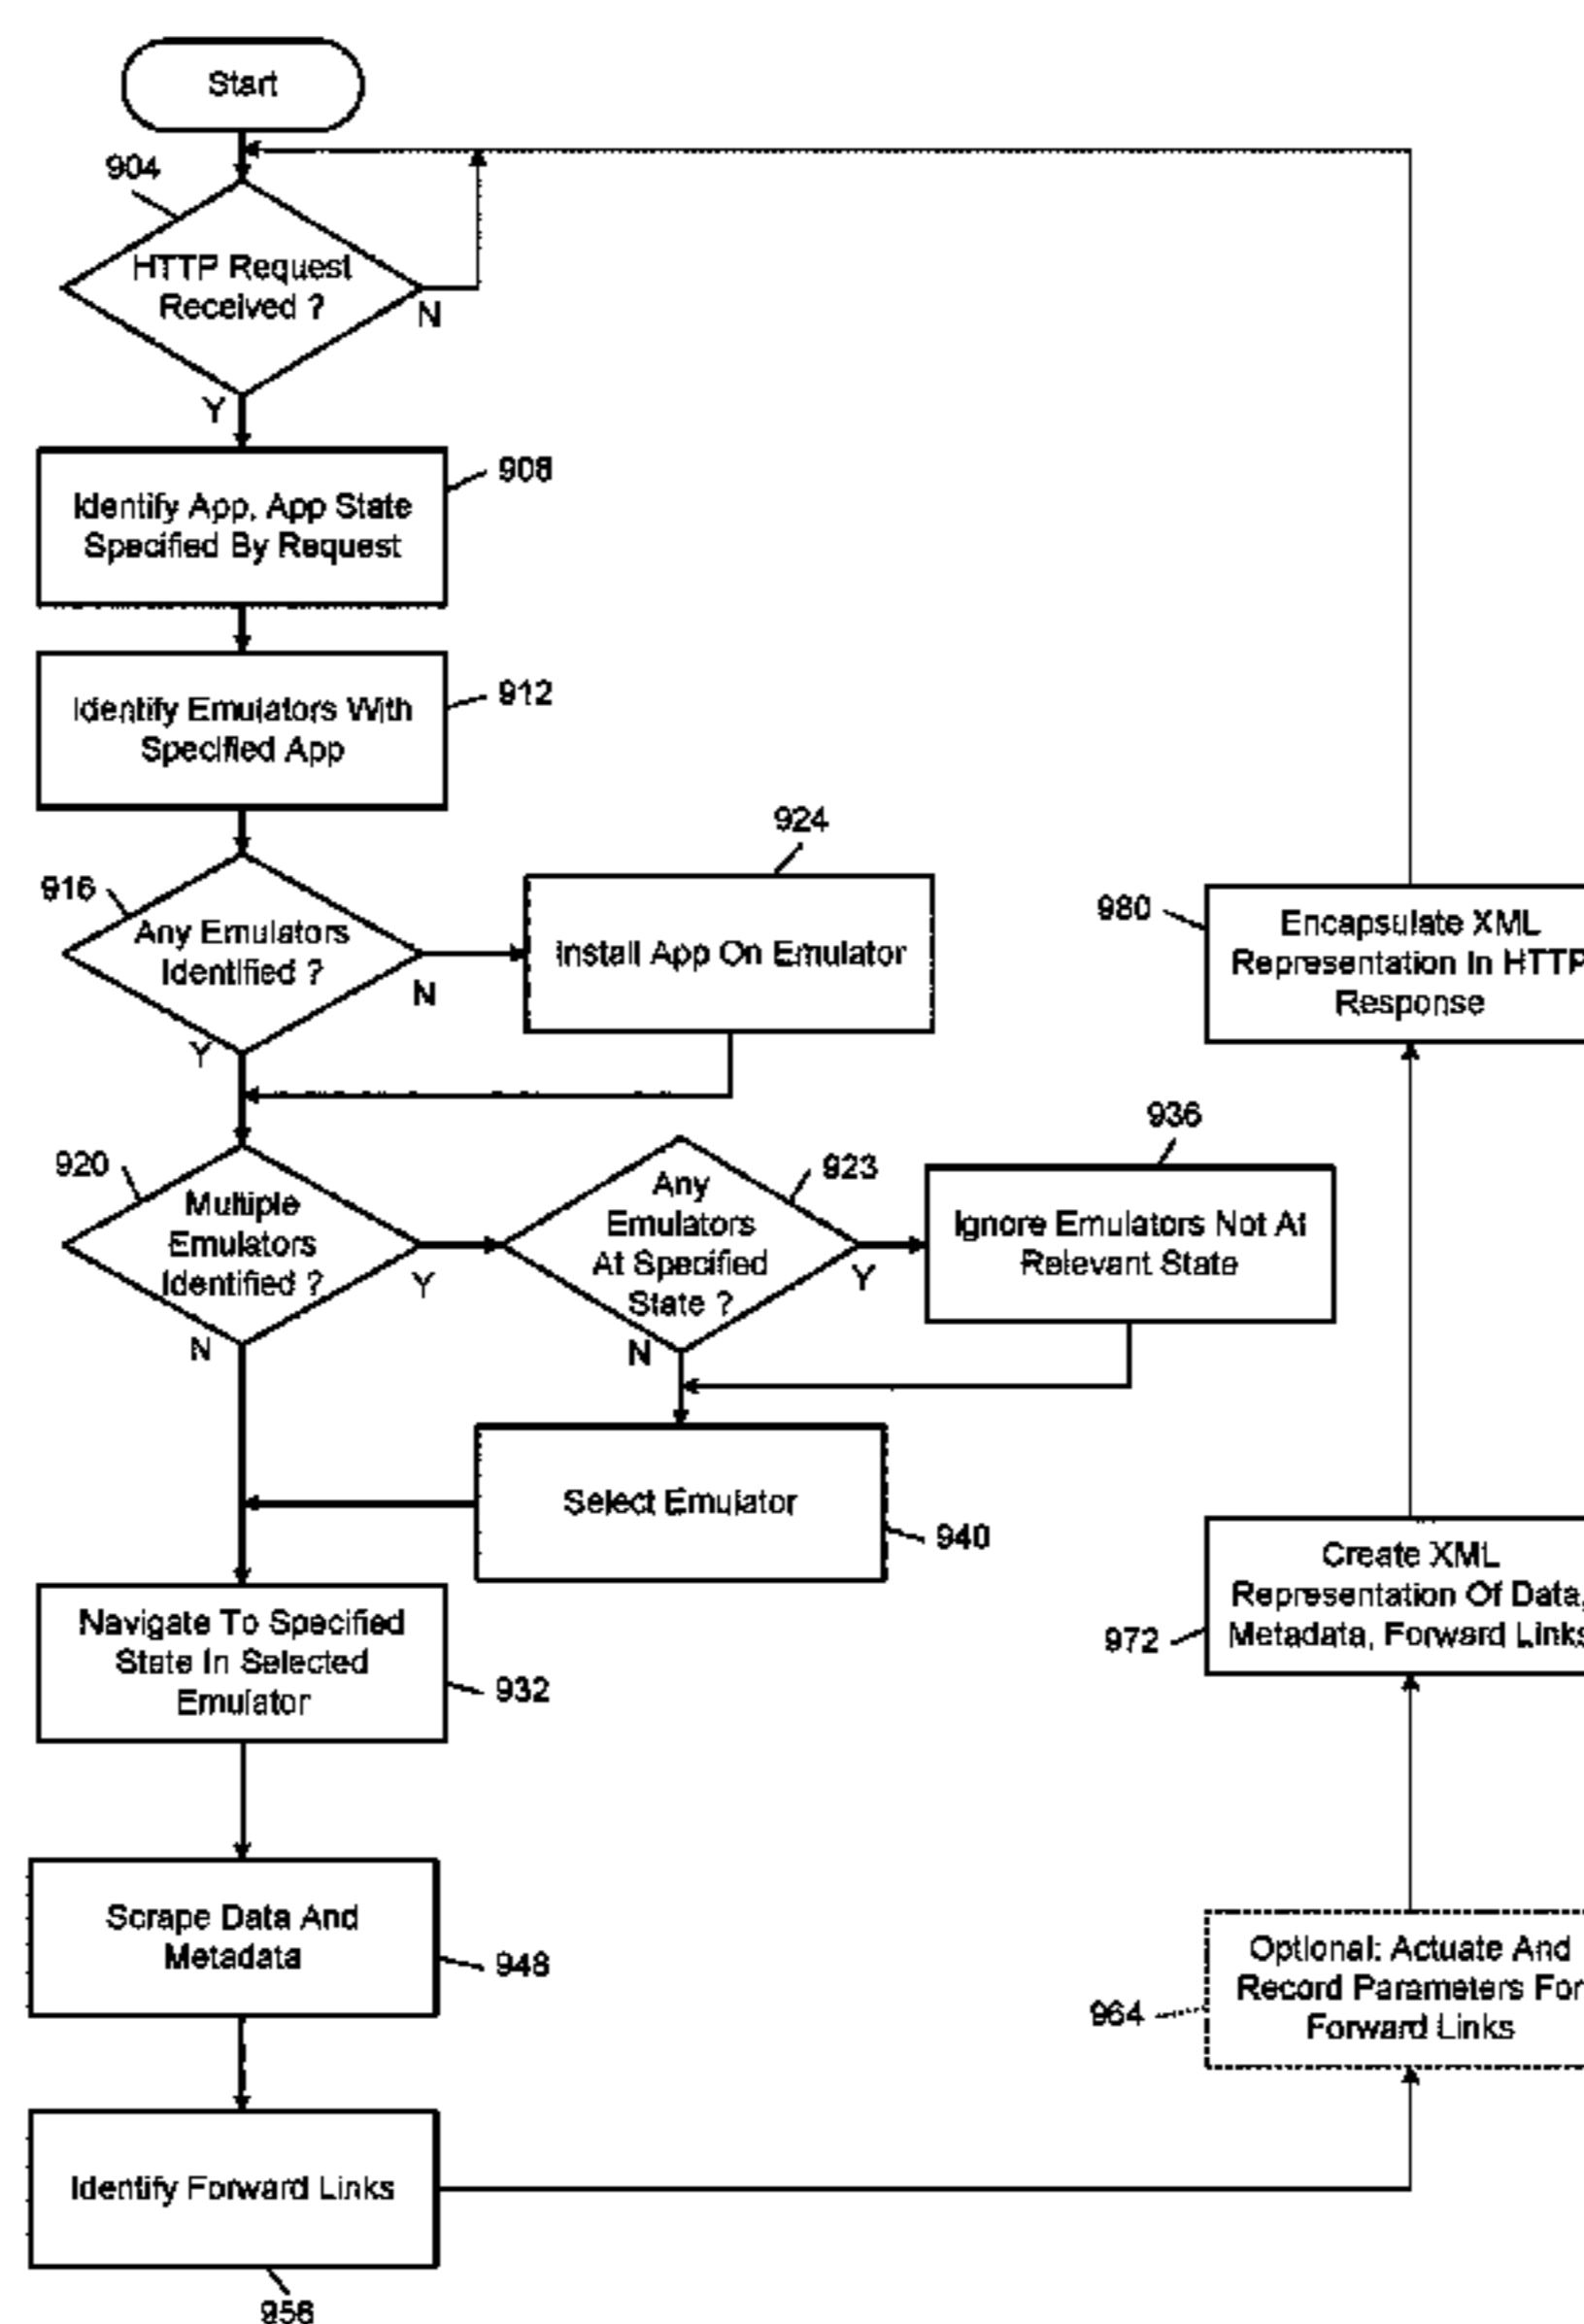 Start
904
HTTP Request
Received ?
N
Y
908
Identify App, App State
Specified By Request
912
Identify Emulators With
Specified App
916
Any Emulators
Identified ?
N
Y
924
Install App On Emulator
920
Multiple
Emulators
Identified ?
Y
N
923
Any
Emulators
At Specified
State ?
Y
N
936
Ignore Emulators Not At
Relevant State
Select Emulator
940
Navigate To Specified
State In Selected
Emulator
932
Scrape Data And
Metadata
948
Identify Forward Links
956
Optional: Actuate And
Record Parameters For
Forward Links
964
Create XML
Representation Of Data,
Metadata, Forward Links
972
980
Encapsulate XML
Representation In HTTP
Response